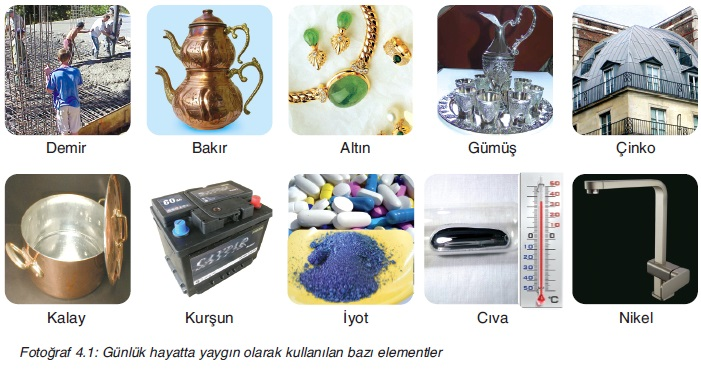 Demir
Bakır
Altın
Gümüş
Çinko
Kalay
Kurşun
İyot
Cıva
Nikel
Fotoğraf 4.1: Günlük hayatta yaygın olarak kullanılan bazı elementler